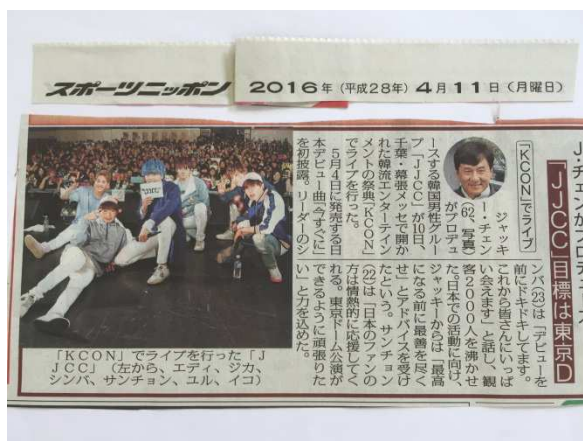 スポーツニッポン
2016年(平成28年)4月11日(月曜日)
「JJCC」目標は東京D
「KCON」でライブ
ジャッキ
ー・チェン
(62、写真)
がプロデュ
ースする韓国男性グルー
プ「JJCC」が10日、
千葉・幕張メッセで開か
れた韓流エンターテイン
メントの祭典「KCON」
でライブを行った。
5月4日に発売する日
本デビュー曲「今すぐに」
を初披露。リーダーのシ
ンバ(23)は「デビューを
前にドキドキしてます。
これから皆さんにいっぱ
い会えます」と話し、観
客2000人を沸かせ
た。日本での活動に向け、
ジャッキーからは「最高
になる前に最善を尽く
せ」とアドバイスを受け
たという。サンチョン
(22)は「日本のファンの
方は情熱的に応援してく
れる。東京ドーム公演が
できるように頑張りた
い」と力を込めた。
「KCON」でライブを行った「J
JCC」(左から、エディ、ジカ、
シンバ、サンチョン、ユル、イコ)